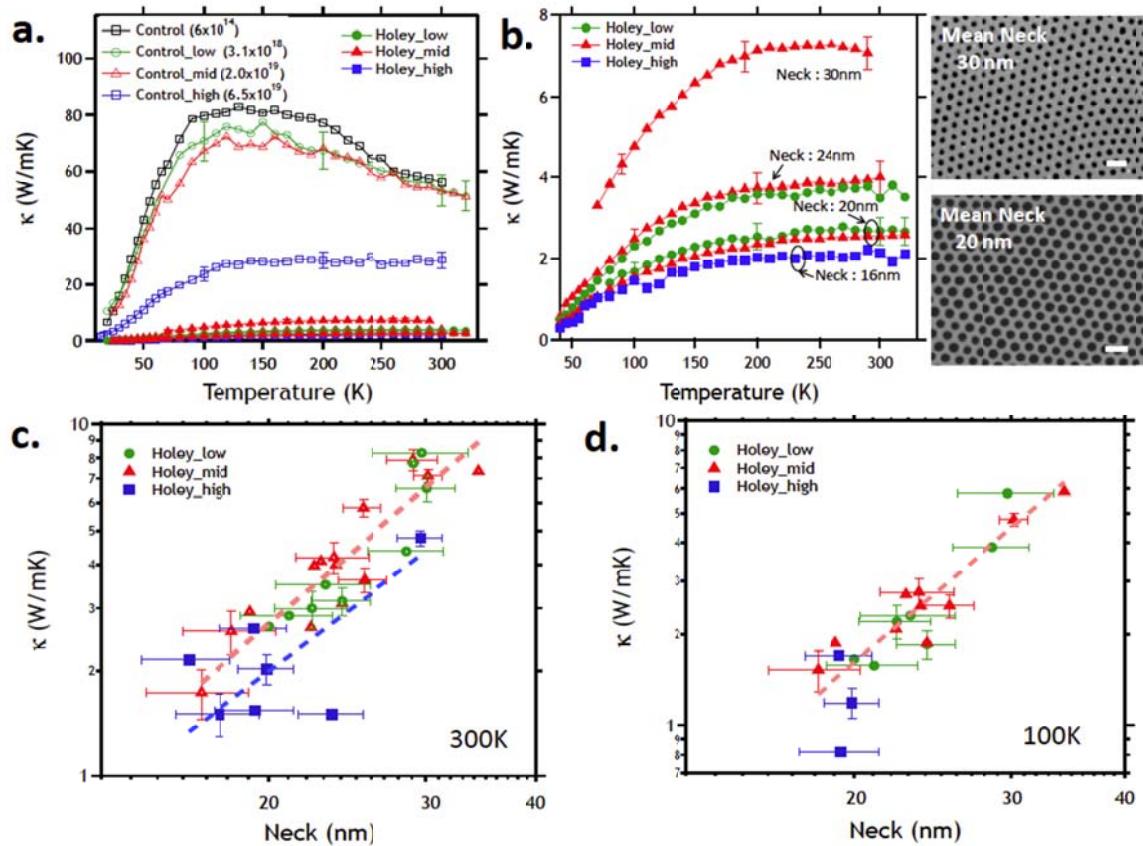 a.
κ (W/mK)
100
80
60
40
20
0
Control (6x10¹⁴)
Control_low (3.1x10¹⁸)
Control_mid (2.0x10¹⁹)
Control_high (6.5x10¹⁹)
Holey_low
Holey_mid
Holey_high
50 100 150 200 250 300
Temperature (K)
b.
κ (W/mK)
8
6
4
2
0
Holey_low
Holey_mid
Holey_high
Neck : 30nm
Neck : 24nm
Neck : 20nm
Neck : 16nm
50 100 150 200 250 300
Temperature (K)
Mean Neck
30 nm
Mean Neck
20 nm
c.
κ (W/mK)
10
9
8
7
6
5
4
3
2
1
Holey_low
Holey_mid
Holey_high
300K
20 30 40
Neck (nm)
d.
κ (W/mK)
10
9
8
7
6
5
4
3
2
1
9
8
7
Holey_low
Holey_mid
Holey_high
100K
20 30 40
Neck (nm)